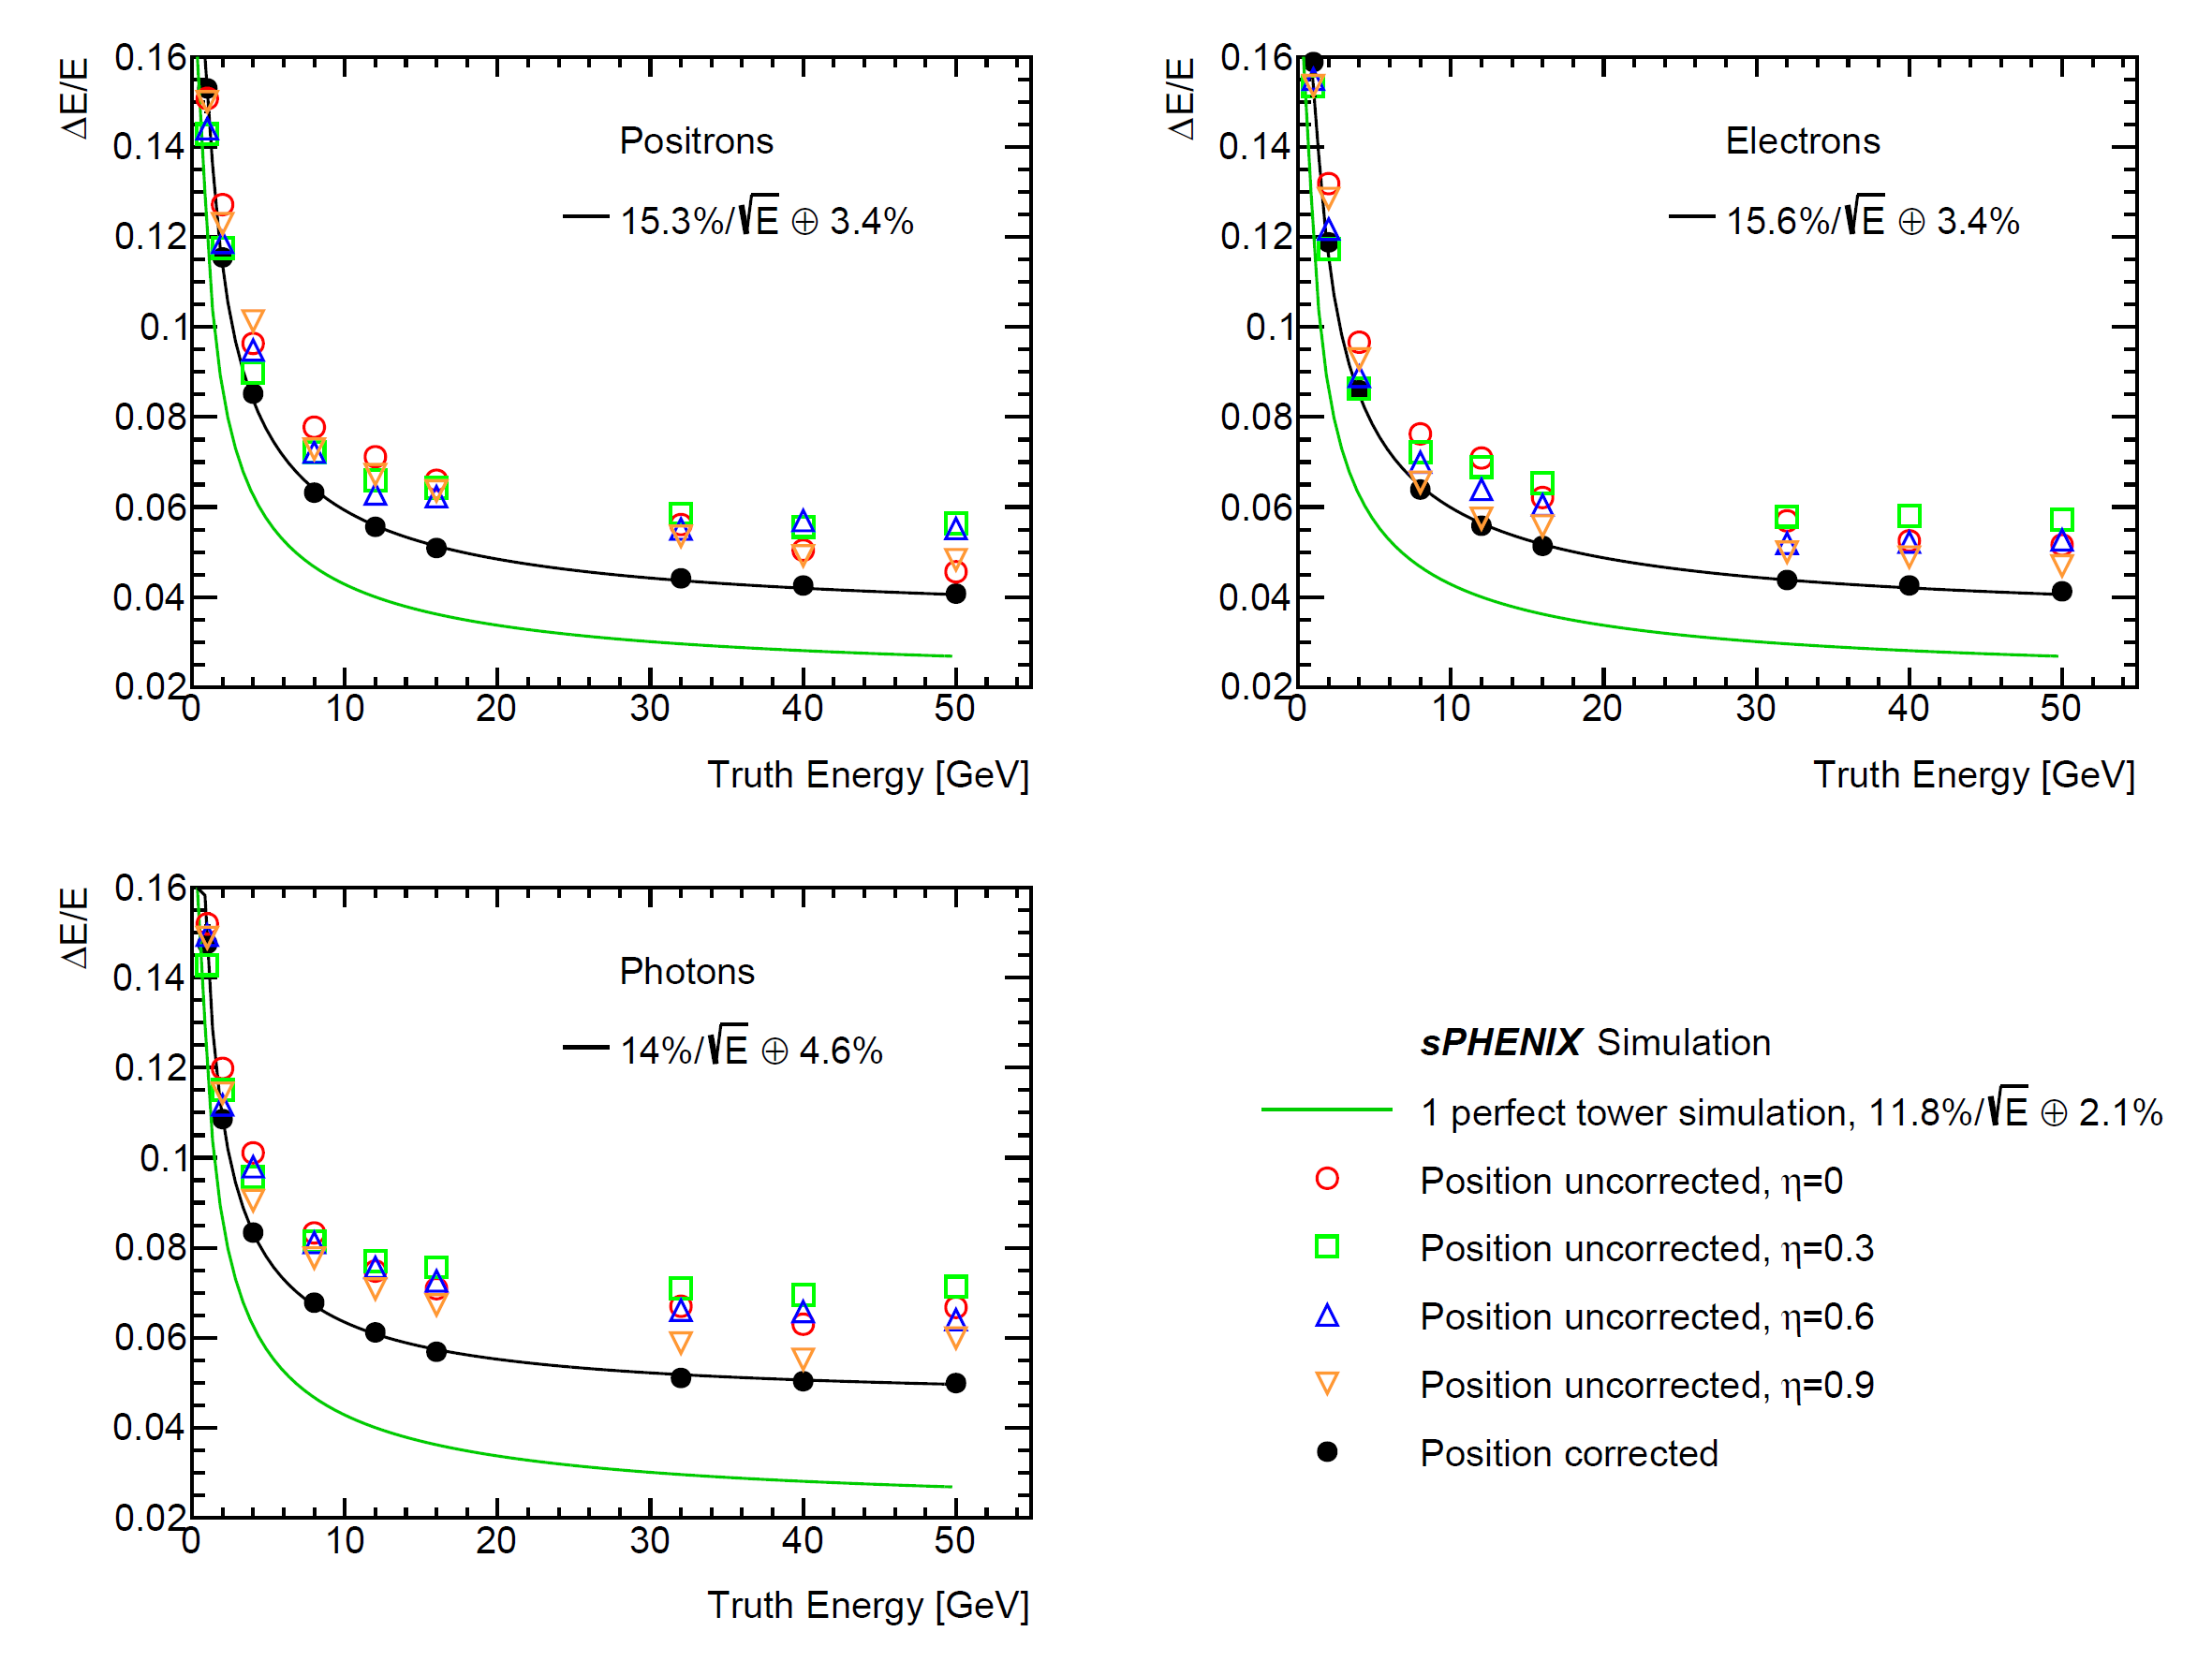 ΔE/E
0.16
0.14
0.12
0.1
0.08
0.06
0.04
0.02
Positrons
15.3%/√E ⊕ 3.4%
0 10 20 30 40 50
Truth Energy [GeV]
ΔE/E
0.16
0.14
0.12
0.1
0.08
0.06
0.04
0.02
Electrons
15.6%/√E ⊕ 3.4%
0 10 20 30 40 50
Truth Energy [GeV]
ΔE/E
0.16
0.14
0.12
0.1
0.08
0.06
0.04
0.02
Photons
14%/√E ⊕ 4.6%
0 10 20 30 40 50
Truth Energy [GeV]
sPHENIX Simulation
1 perfect tower simulation, 11.8%/√E ⊕ 2.1%
Position uncorrected, η=0
Position uncorrected, η=0.3
Position uncorrected, η=0.6
Position uncorrected, η=0.9
Position corrected